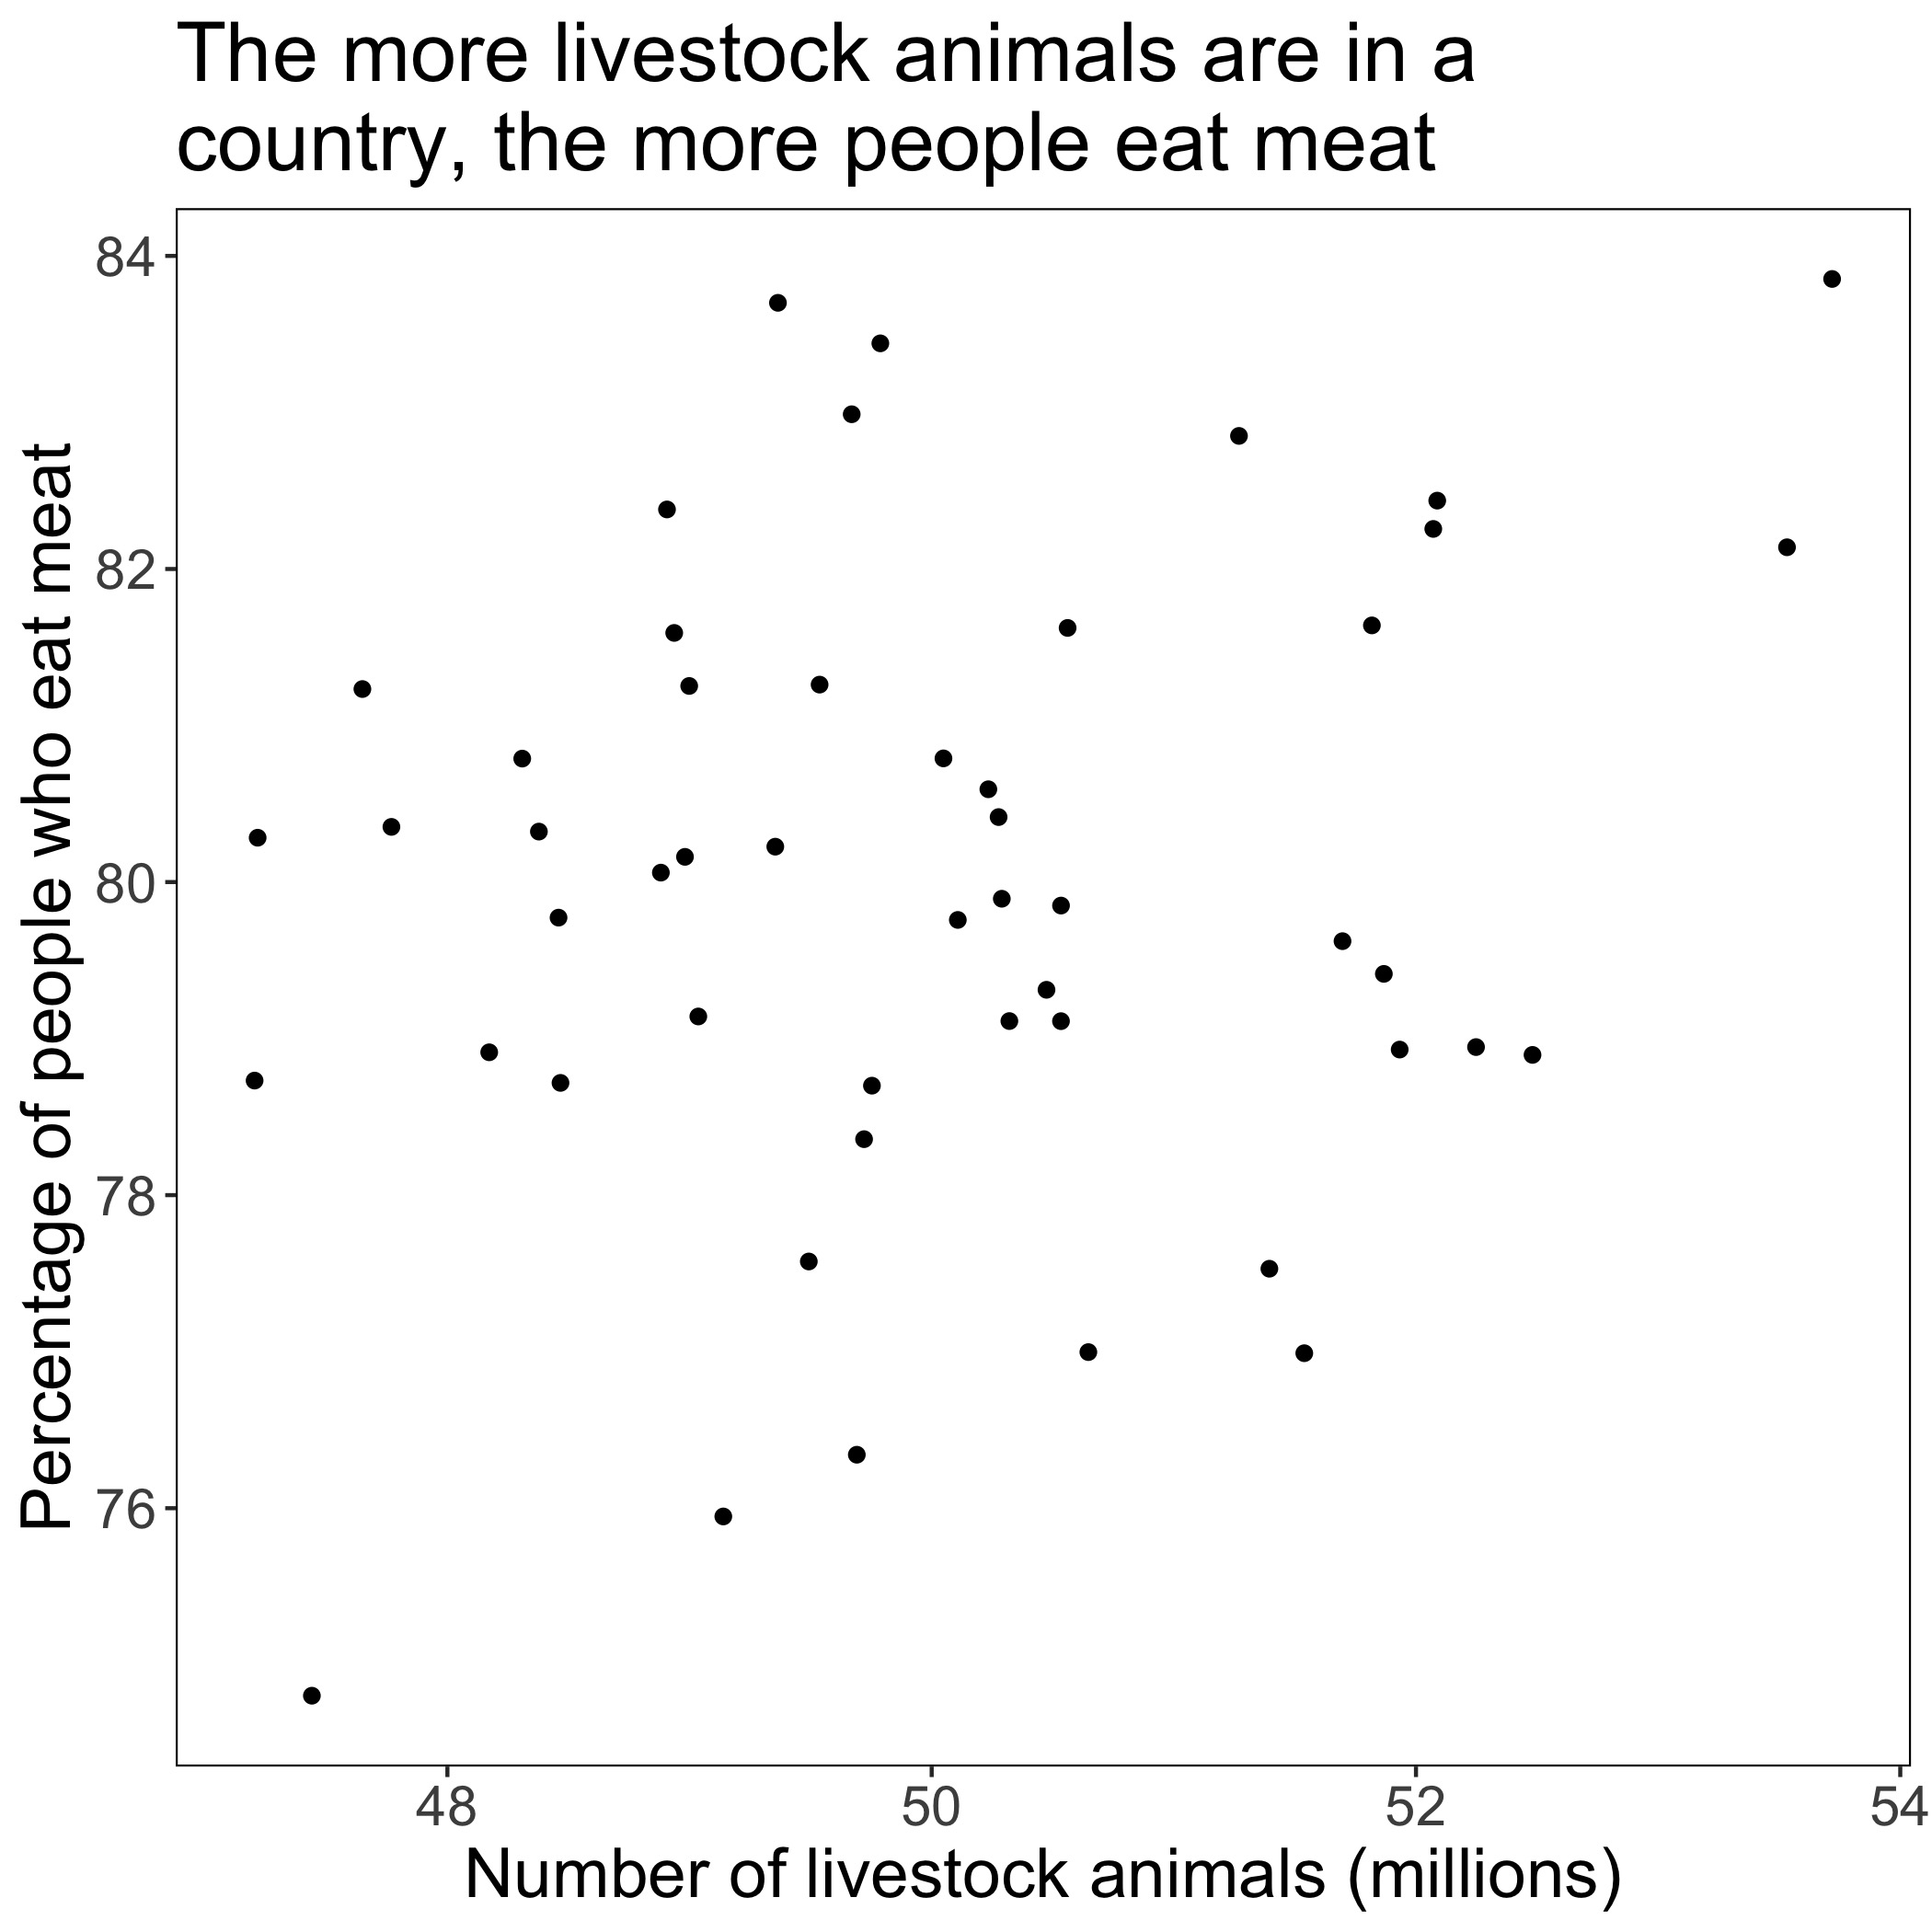 The more livestock animals are in a
country, the more people eat meat
Percentage of people who eat meat
84
82
80
78
76
48
50
52
54
Number of livestock animals (millions)